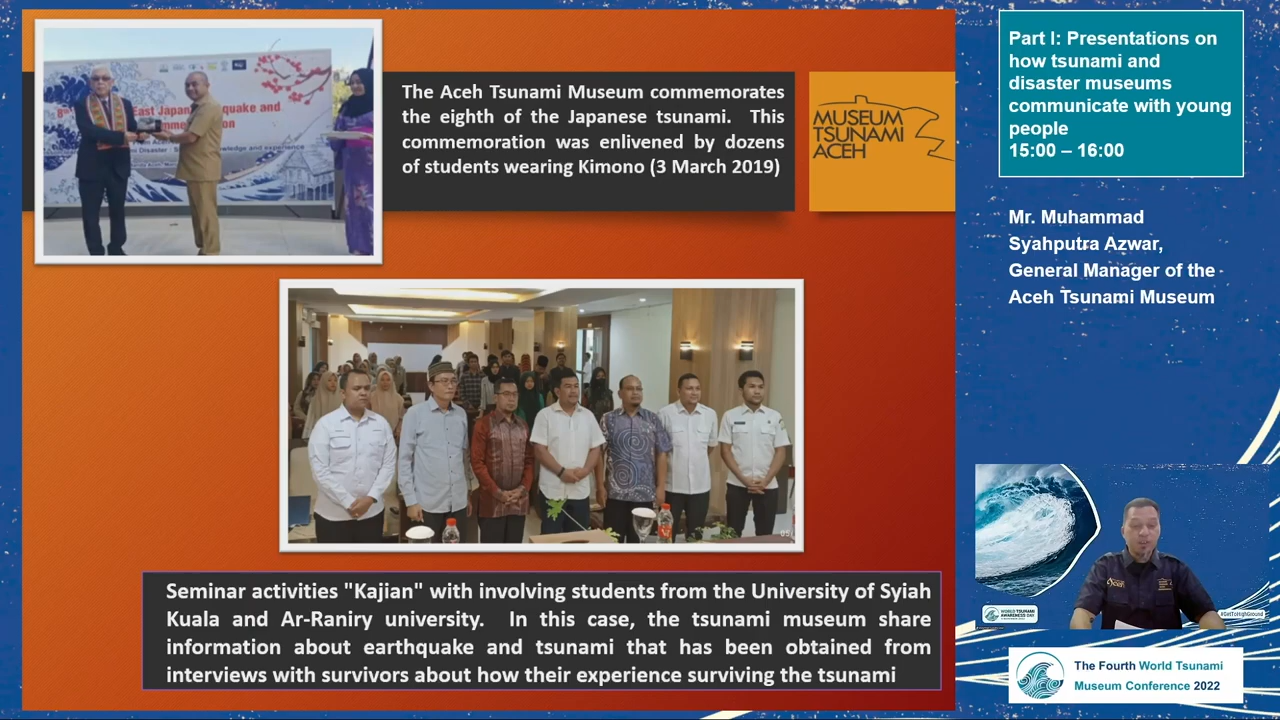 The Aceh Tsunami Museum commemorates
the eighth of the Japanese tsunami. This
commemoration was enlivened by dozens
of students wearing Kimono (3 March 2019)
MUSEUM
TSUNAMI
ACEH
Seminar activities "Kajian" with involving students from the University of Syiah
Kuala and Ar-Raniry university. In this case, the tsunami museum share
information about earthquake and tsunami that has been obtained from
interviews with survivors about how their experience surviving the tsunami
Part I: Presentations on
how tsunami and
disaster museums
communicate with young
people
15:00 – 16:00
Mr. Muhammad
Syahputra Azwar,
General Manager of the
Aceh Tsunami Museum
WORLD TSUNAMI
AWARENESS DAY
#GetToHighGround
The Fourth World Tsunami
Museum Conference 2022